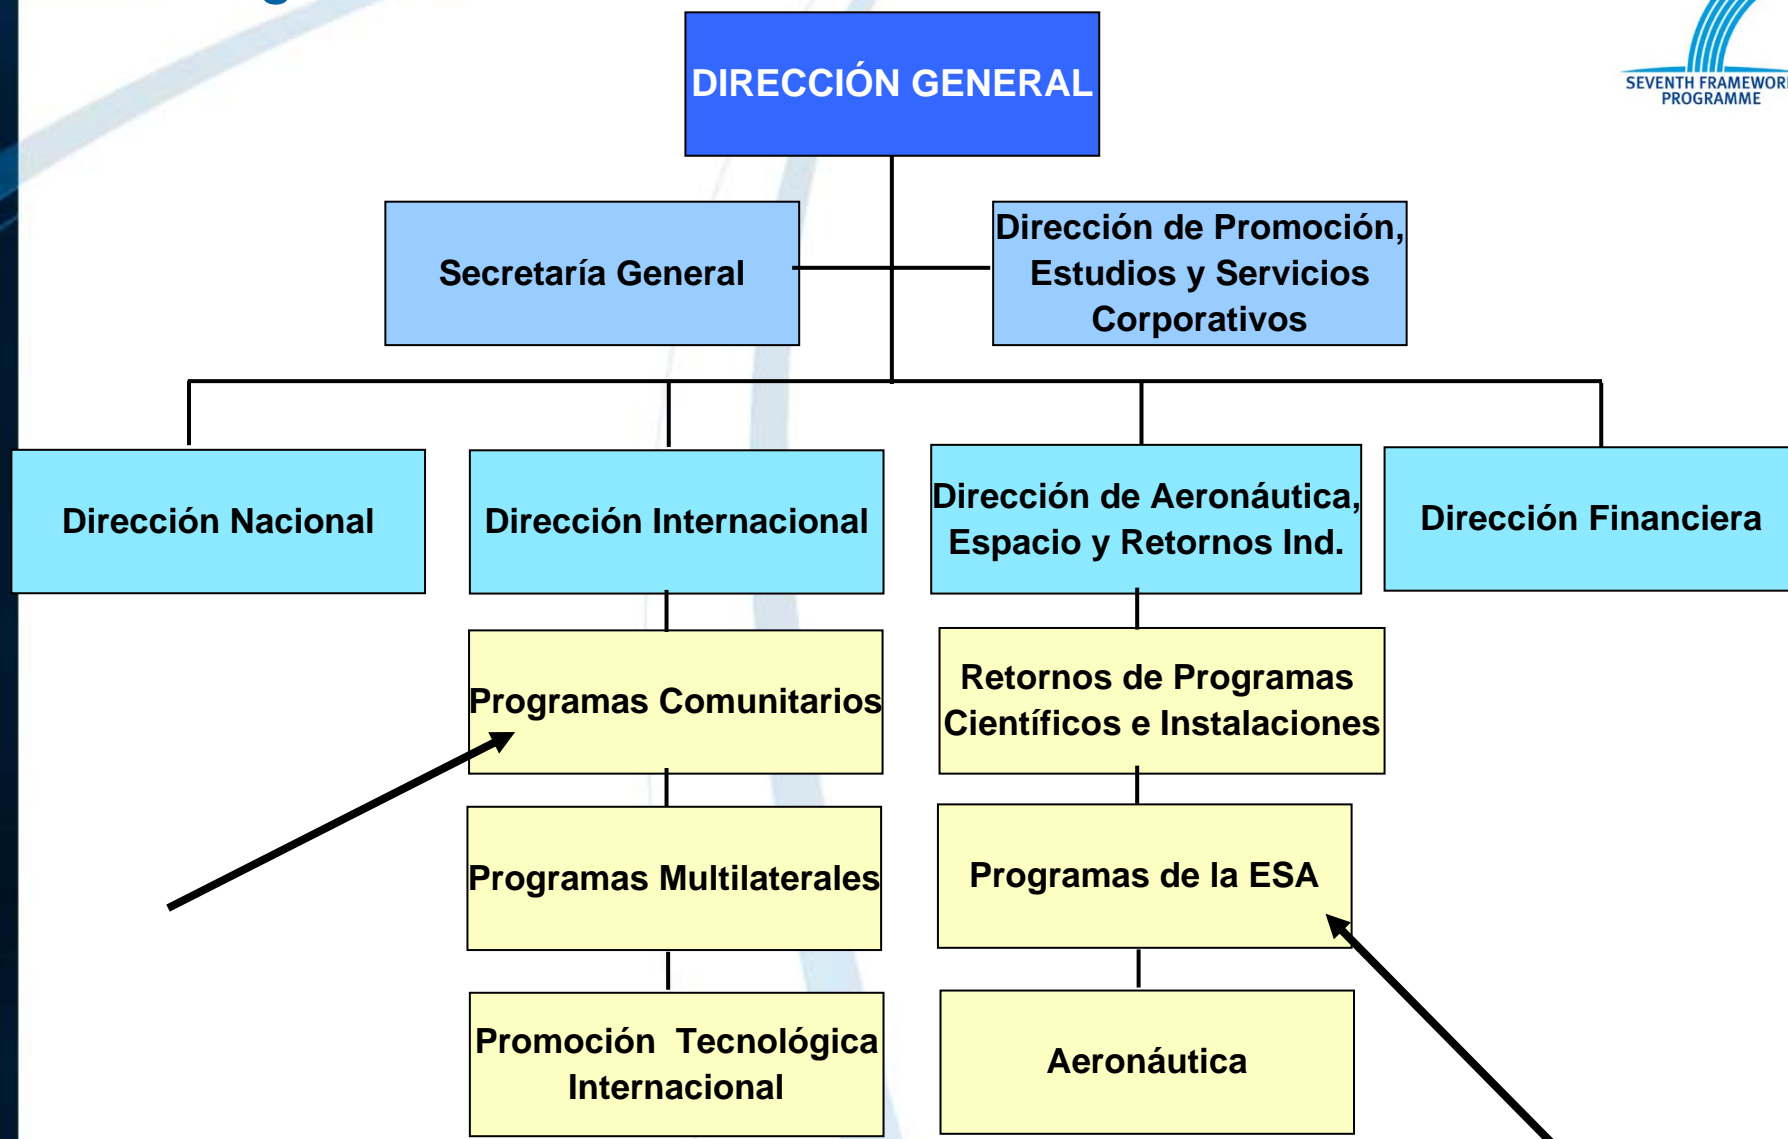 DIRECCIÓN GENERAL
SEVENTH FRAMEWORK
PROGRAMME
Secretaría General
Dirección de Promoción,
Estudios y Servicios
Corporativos
Dirección Nacional
Dirección Internacional
Dirección de Aeronáutica,
Espacio y Retornos Ind.
Dirección Financiera
Programas Comunitarios
Retornos de Programas
Científicos e Instalaciones
Programas Multilaterales
Programas de la ESA
Promoción Tecnológica
Internacional
Aeronáutica